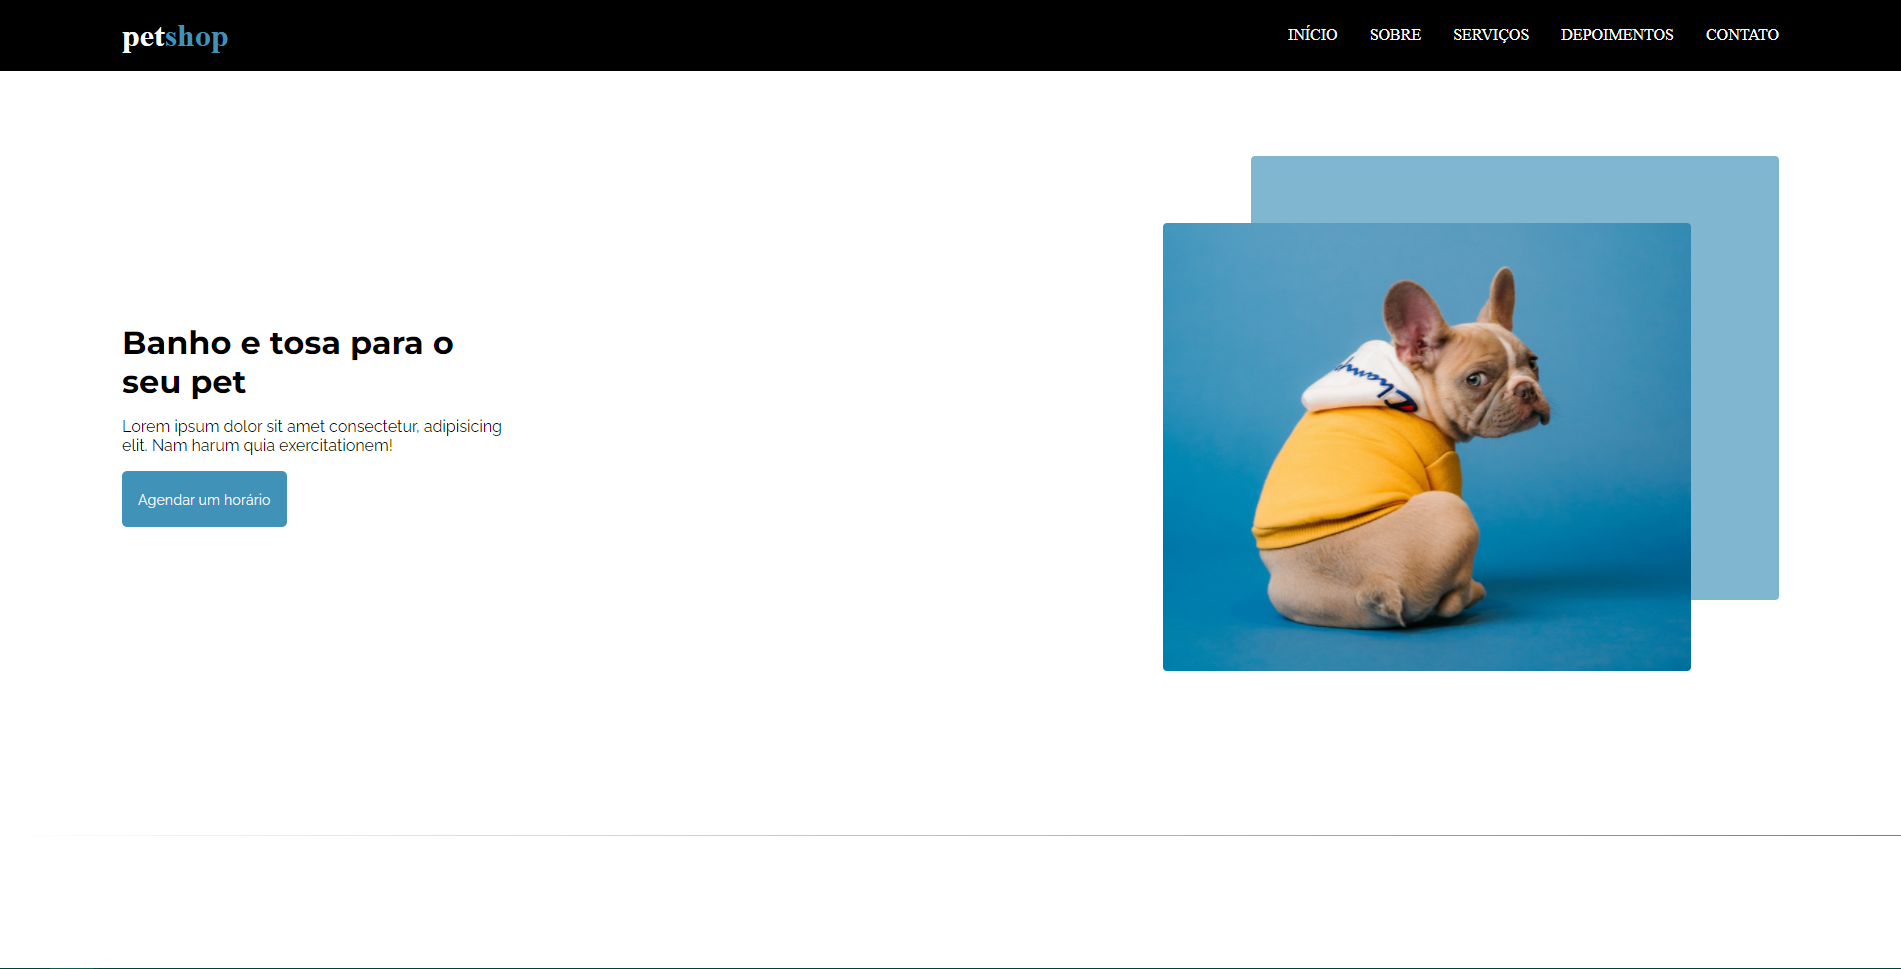 petshop
INÍCIO SOBRE SERVIÇOS DEPOIMENTOS CONTATO
Banho e tosa para o
seu pet
Lorem ipsum dolor sit amet consectetur, adipisicing
elit. Nam harum quia exercitationem!
Agendar um horário
Champion